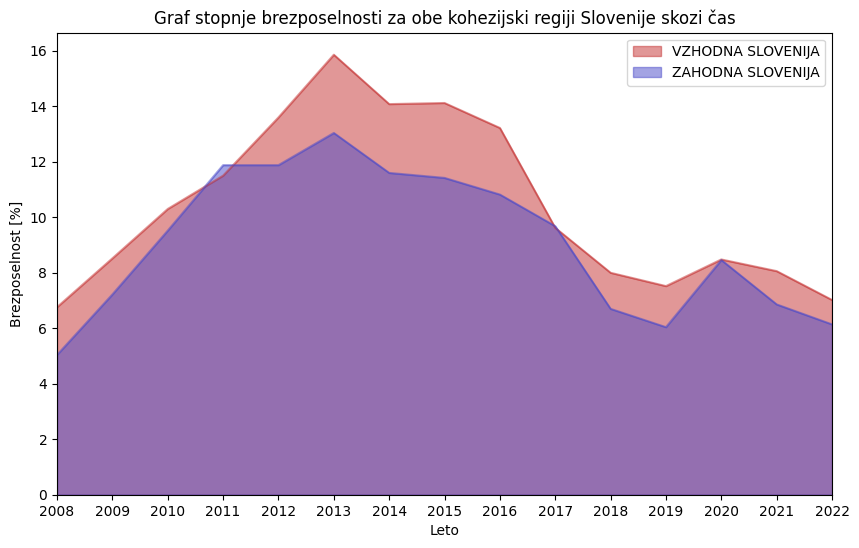 Graf stopnje brezposelnosti za obe kohezijski regiji Slovenije skozi čas
VZHODNA SLOVENIJA
ZAHODNA SLOVENIJA
Brezposelnost [%]
16
14
12
10
8
6
4
2
0
2008 2009 2010 2011 2012 2013 2014 2015 2016 2017 2018 2019 2020 2021 2022
Leto